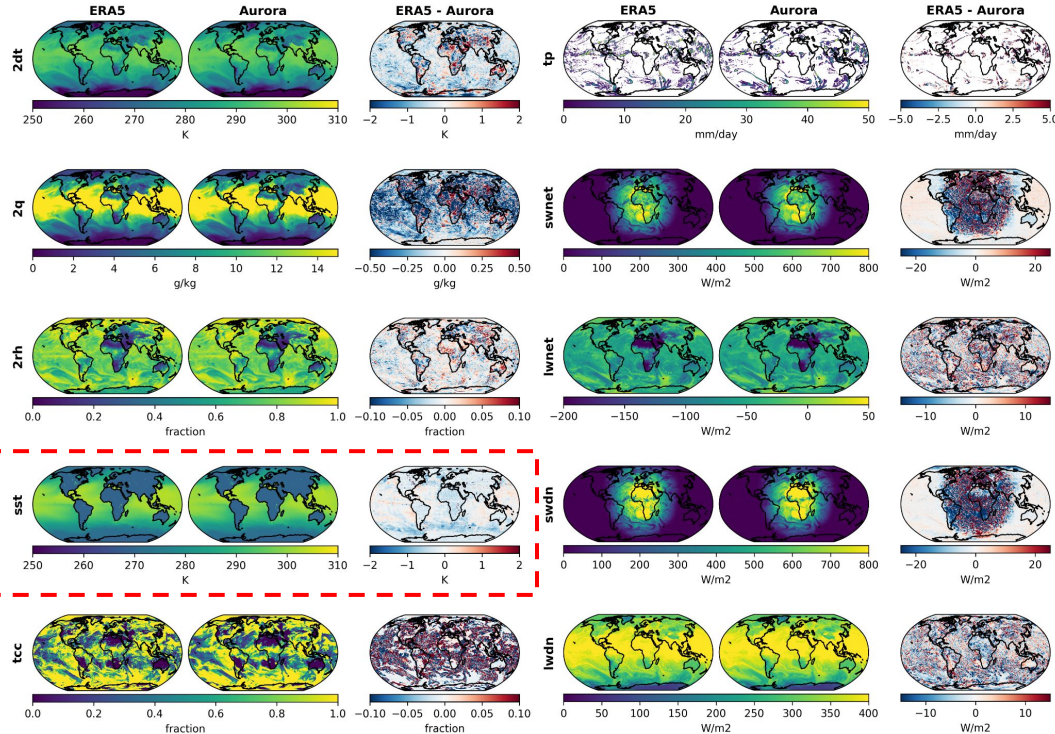 ERA5 Aurora ERA5 - Aurora ERA5 Aurora ERA5 - Aurora
2dt
250 260 270 280 290 300 310
K
−2 −1 0 1 2
K
tp
0 10 20 30 40 50
mm/day
−5.0 −2.5 0.0 2.5 5.0
mm/day
2q
0 2 4 6 8 10 12 14
g/kg
−0.50 −0.25 0.00 0.25 0.50
g/kg
swnet
0 100 200 300 400 500 600 700 800
W/m2
−20 0 20
W/m2
2rh
0.0 0.2 0.4 0.6 0.8 1.0
fraction
−0.10 −0.05 0.00 0.05 0.10
fraction
lwnet
−200 −150 −100 −50 0 50
W/m2
−10 0 10
W/m2
sst
250 260 270 280 290 300 310
K
−2 −1 0 1 2
K
swdn
0 100 200 300 400 500 600 700 800
W/m2
−20 0 20
W/m2
tcc
0.0 0.2 0.4 0.6 0.8 1.0
fraction
−0.10 −0.05 0.00 0.05 0.10
fraction
lwdn
0 50 100 150 200 250 300 350 400
W/m2
−10 0 10
W/m2